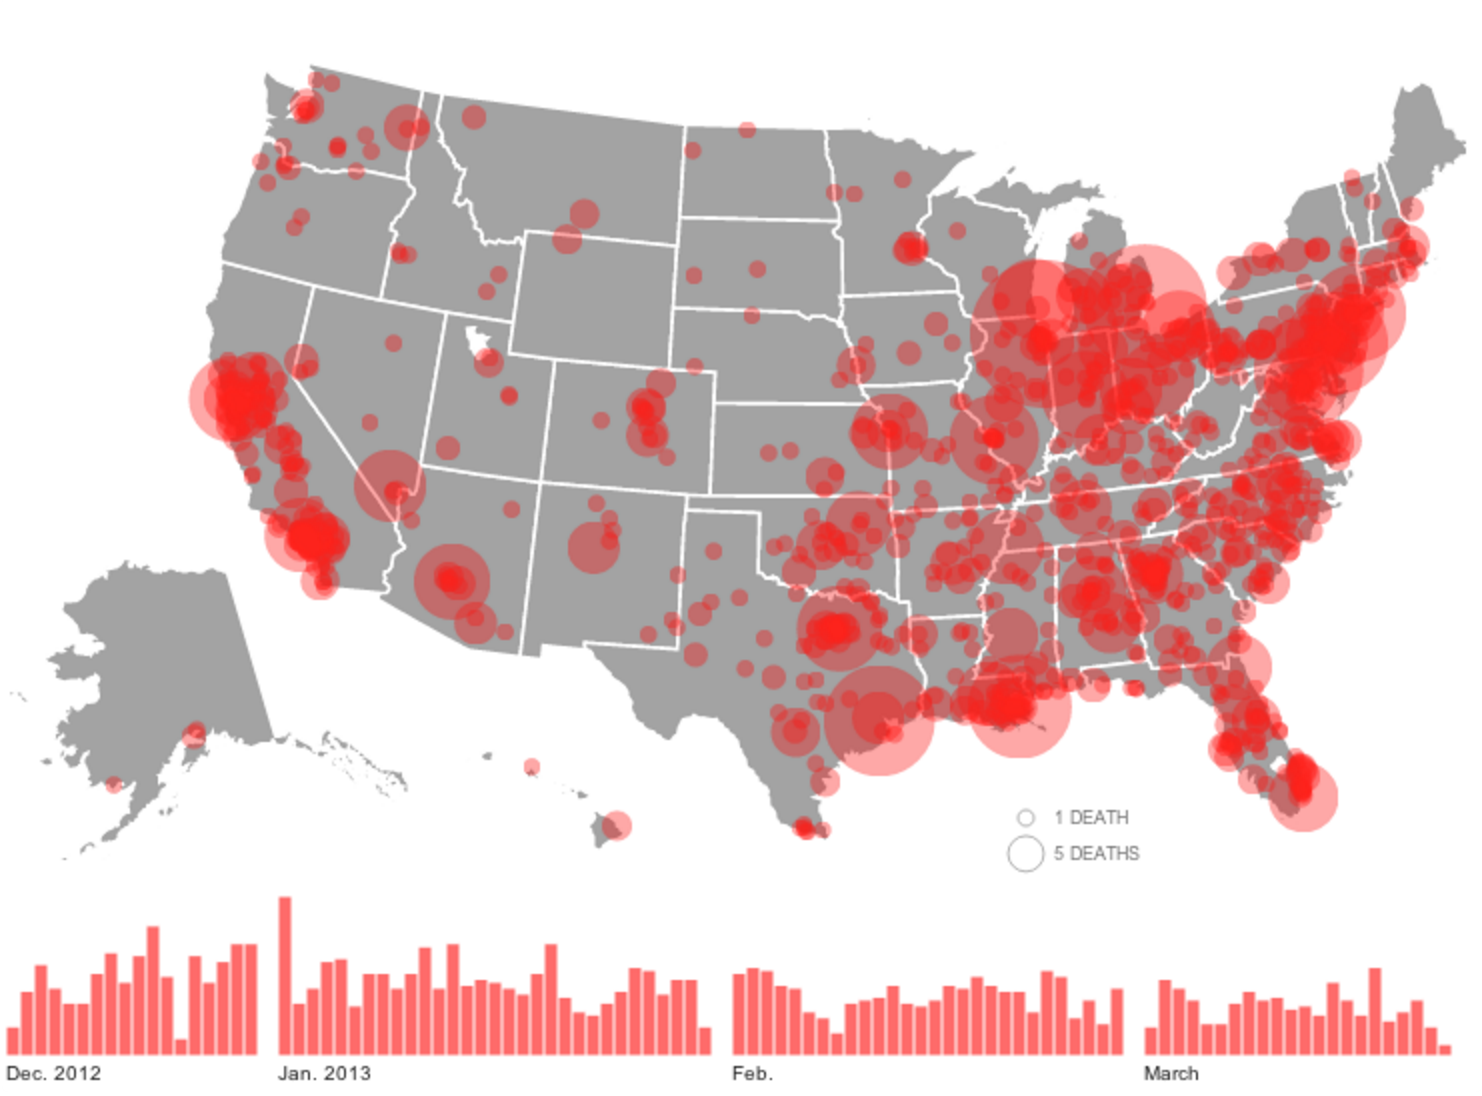 1 DEATH
5 DEATHS
Dec. 2012
Jan. 2013
Feb.
March